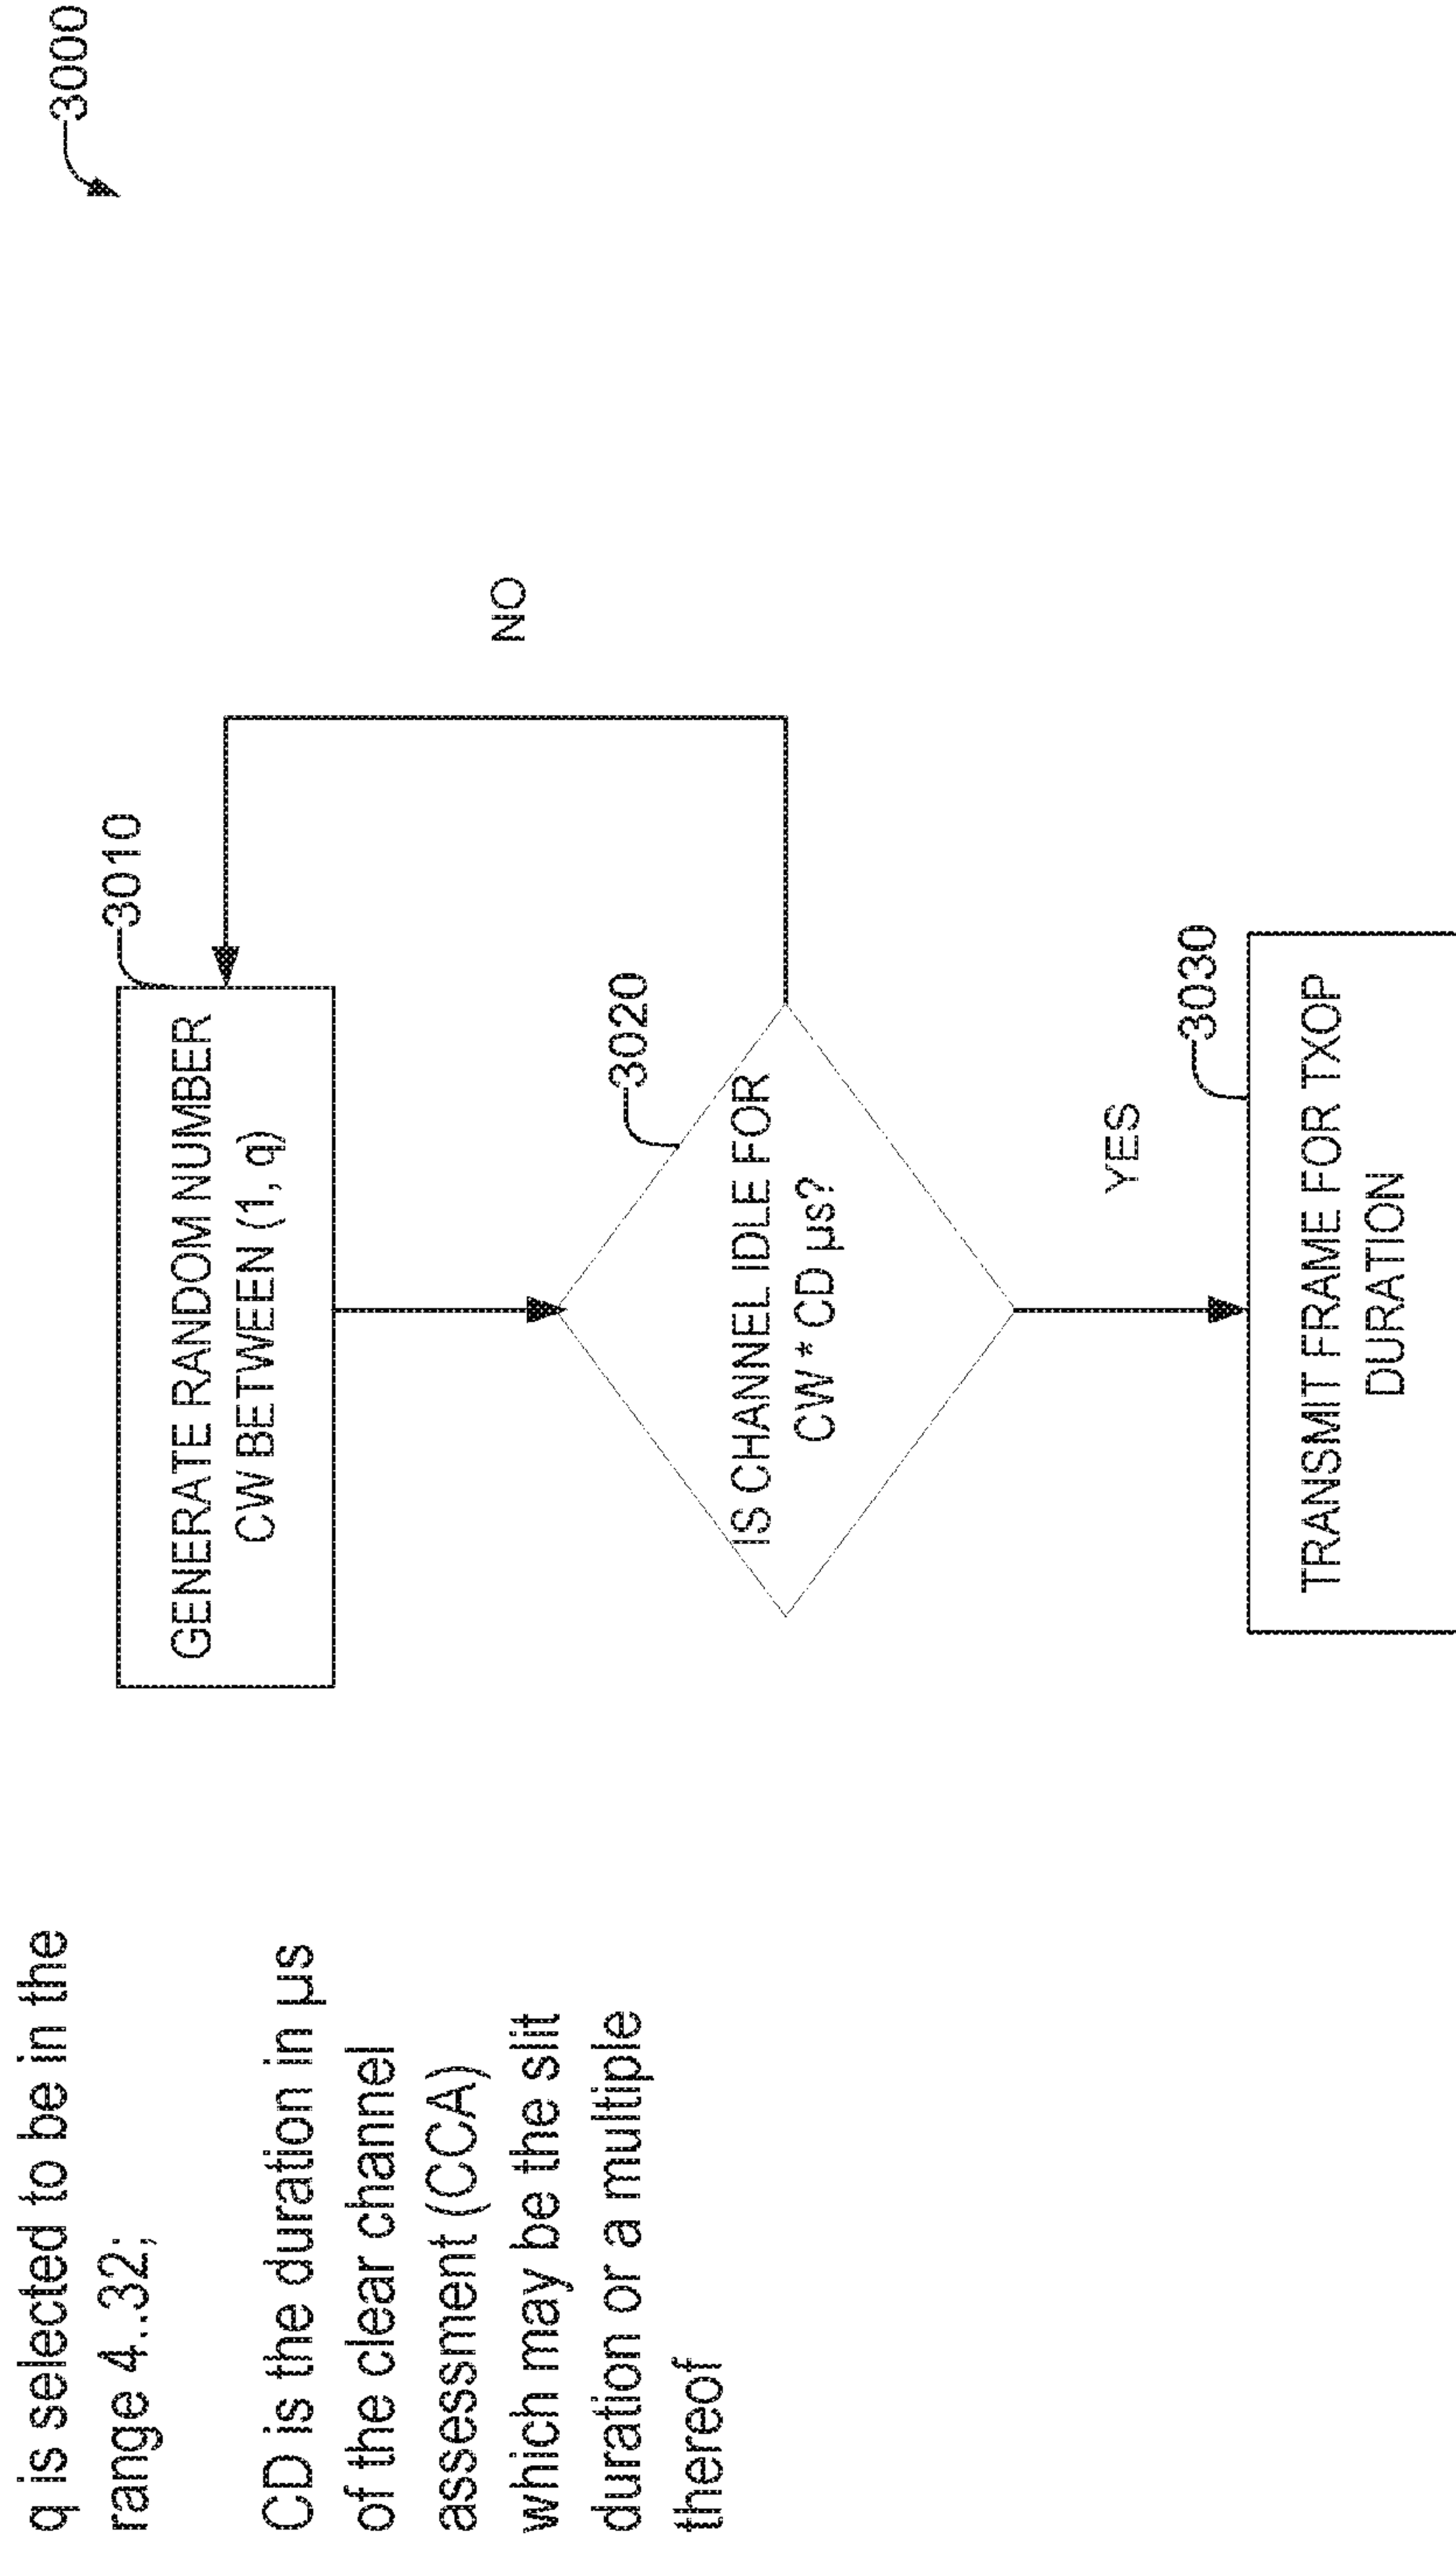 3000
q is selected to be in the
range 4..32;
CD is the duration in µs
of the clear channel
assessment (CCA)
which may be the slit
duration or a multiple
thereof
3010
GENERATE RANDOM NUMBER
CW BETWEEN (1, q)
NO
3020
IS CHANNEL IDLE FOR
CW * CD µs?
YES
3030
TRANSMIT FRAME FOR TXOP
DURATION